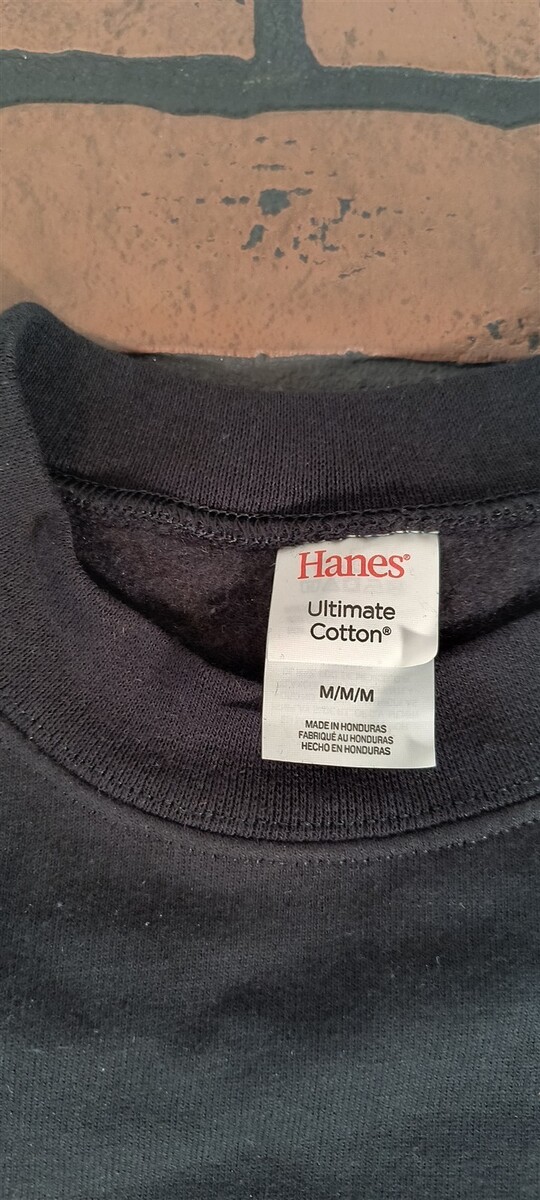 Hanes®
Ultimate
Cotton®
M/M/M
MADE IN HONDURAS
FABRIQUÉ AU HONDURAS
HECHO EN HONDURAS